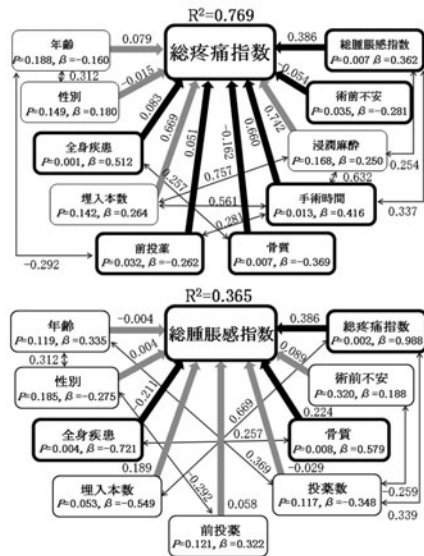 R²=0.769
年齢
P=0.188, β=-0.160
0.079
総疼痛指数
0.386
総腫脹感指数
P=0.007 β=0.362
0.312
-0.015
-0.054
性別
P=0.149, β=0.180
術前不安
P=0.035, β=-0.281
0.083
0.669
0.051
-0.162
0.660
0.742
全身疾患
P=0.001, β=0.512
浸潤麻酔
P=0.168, β=0.250
0.254
0.257
0.757
0.632
埋入本数
P=0.142, β=0.264
0.561
手術時間
P=0.013, β=0.416
0.281
0.337
-0.292
前投薬
P=0.032, β=-0.262
骨質
P=0.007, β=-0.369
R²=0.365
年齢
P=0.119, β=0.335
-0.004
総腫脹感指数
0.386
総疼痛指数
P=0.002, β=0.988
0.312
0.004
0.089
性別
P=0.185, β=-0.275
術前不安
P=0.320, β=0.188
-0.211
0.669
0.224
全身疾患
P=0.004, β=-0.721
0.257
骨質
P=0.008, β=0.579
0.189
0.369
-0.029
埋入本数
P=0.053, β=-0.549
-0.292
0.058
投薬数
P=0.117, β=-0.348
-0.259
0.339
前投薬
P=0.121, β=0.322